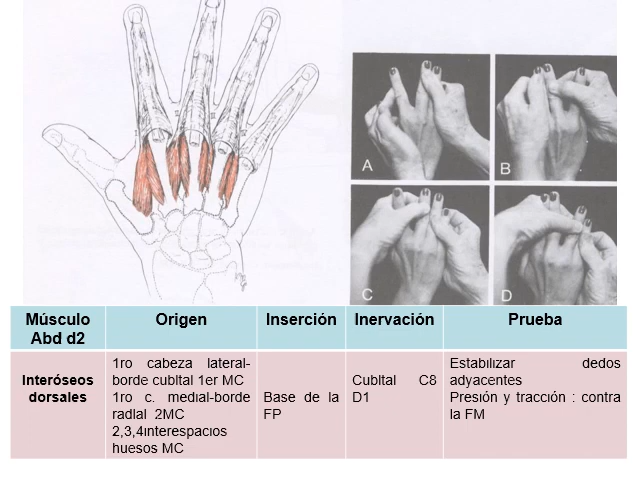 A
B
C
D
Músculo
Abd d2
Origen
Inserción
Inervación
Prueba
Interóseos
dorsales
1ro cabeza lateral-
borde cubital 1er MC
1ro c. medial-borde
radial 2MC
2,3,4interespacios
huesos MC
Base de la
FP
Cubital C8
D1
Estabilizar dedos
adyacentes
Presión y tracción : contra
la FM